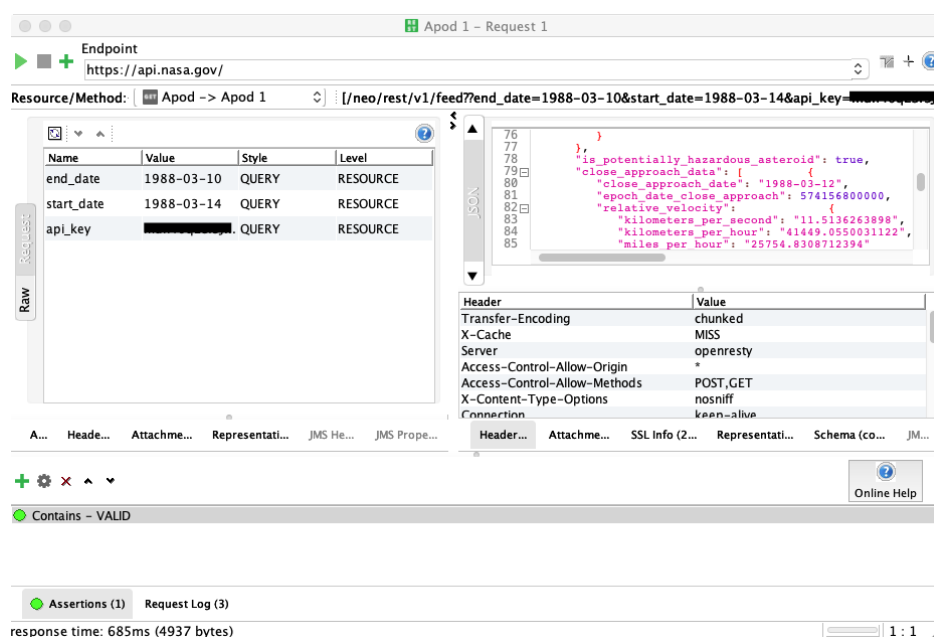 Apod 1 - Request 1
Endpoint
https://api.nasa.gov/
Resource/Method: GET Apod -> Apod 1 [/neo/rest/v1/feed??end_date=1988-03-10&start_date=1988-03-14&api_key=
Name Value Style Level
end_date 1988-03-10 QUERY RESOURCE
start_date 1988-03-14 QUERY RESOURCE
api_key . QUERY RESOURCE
Request
Raw
JSON
76 }
77 },
78 "is_potentially_hazardous_asteroid": true,
79 "close_approach_data": [ {
80 "close_approach_date": "1988-03-12",
81 "epoch_date_close_approach": 574156800000,
82 "relative_velocity": {
83 "kilometers_per_second": "11.5136263898",
84 "kilometers_per_hour": "41449.0550031122",
85 "miles_per_hour": "25754.8308712394"
Header Value
Transfer-Encoding chunked
X-Cache MISS
Server openresty
Access-Control-Allow-Origin *
Access-Control-Allow-Methods POST,GET
X-Content-Type-Options nosniff
Connection keep-alive
A... Heade... Attachme... Representati... JMS He... JMS Prope...
Header... Attachme... SSL Info (2... Representati... Schema (co... JM...
Online Help
Contains - VALID
Assertions (1) Request Log (3)
response time: 685ms (4937 bytes)
1 : 1